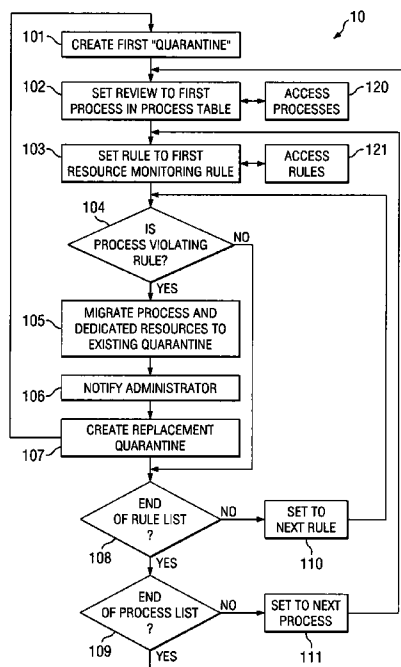 10
101
CREATE FIRST "QUARANTINE"
102
SET REVIEW TO FIRST
PROCESS IN PROCESS TABLE
ACCESS
PROCESSES
120
103
SET RULE TO FIRST
RESOURCE MONITORING RULE
ACCESS
RULES
121
104
IS
PROCESS VIOLATING
RULE?
NO
YES
105
MIGRATE PROCESS AND
DEDICATED RESOURCES TO
EXISTING QUARANTINE
106
NOTIFY ADMINISTRATOR
107
CREATE REPLACEMENT
QUARANTINE
END
OF RULE LIST
?
NO
SET TO
NEXT RULE
108
YES
110
END
OF PROCESS LIST
?
NO
SET TO NEXT
PROCESS
109
YES
111